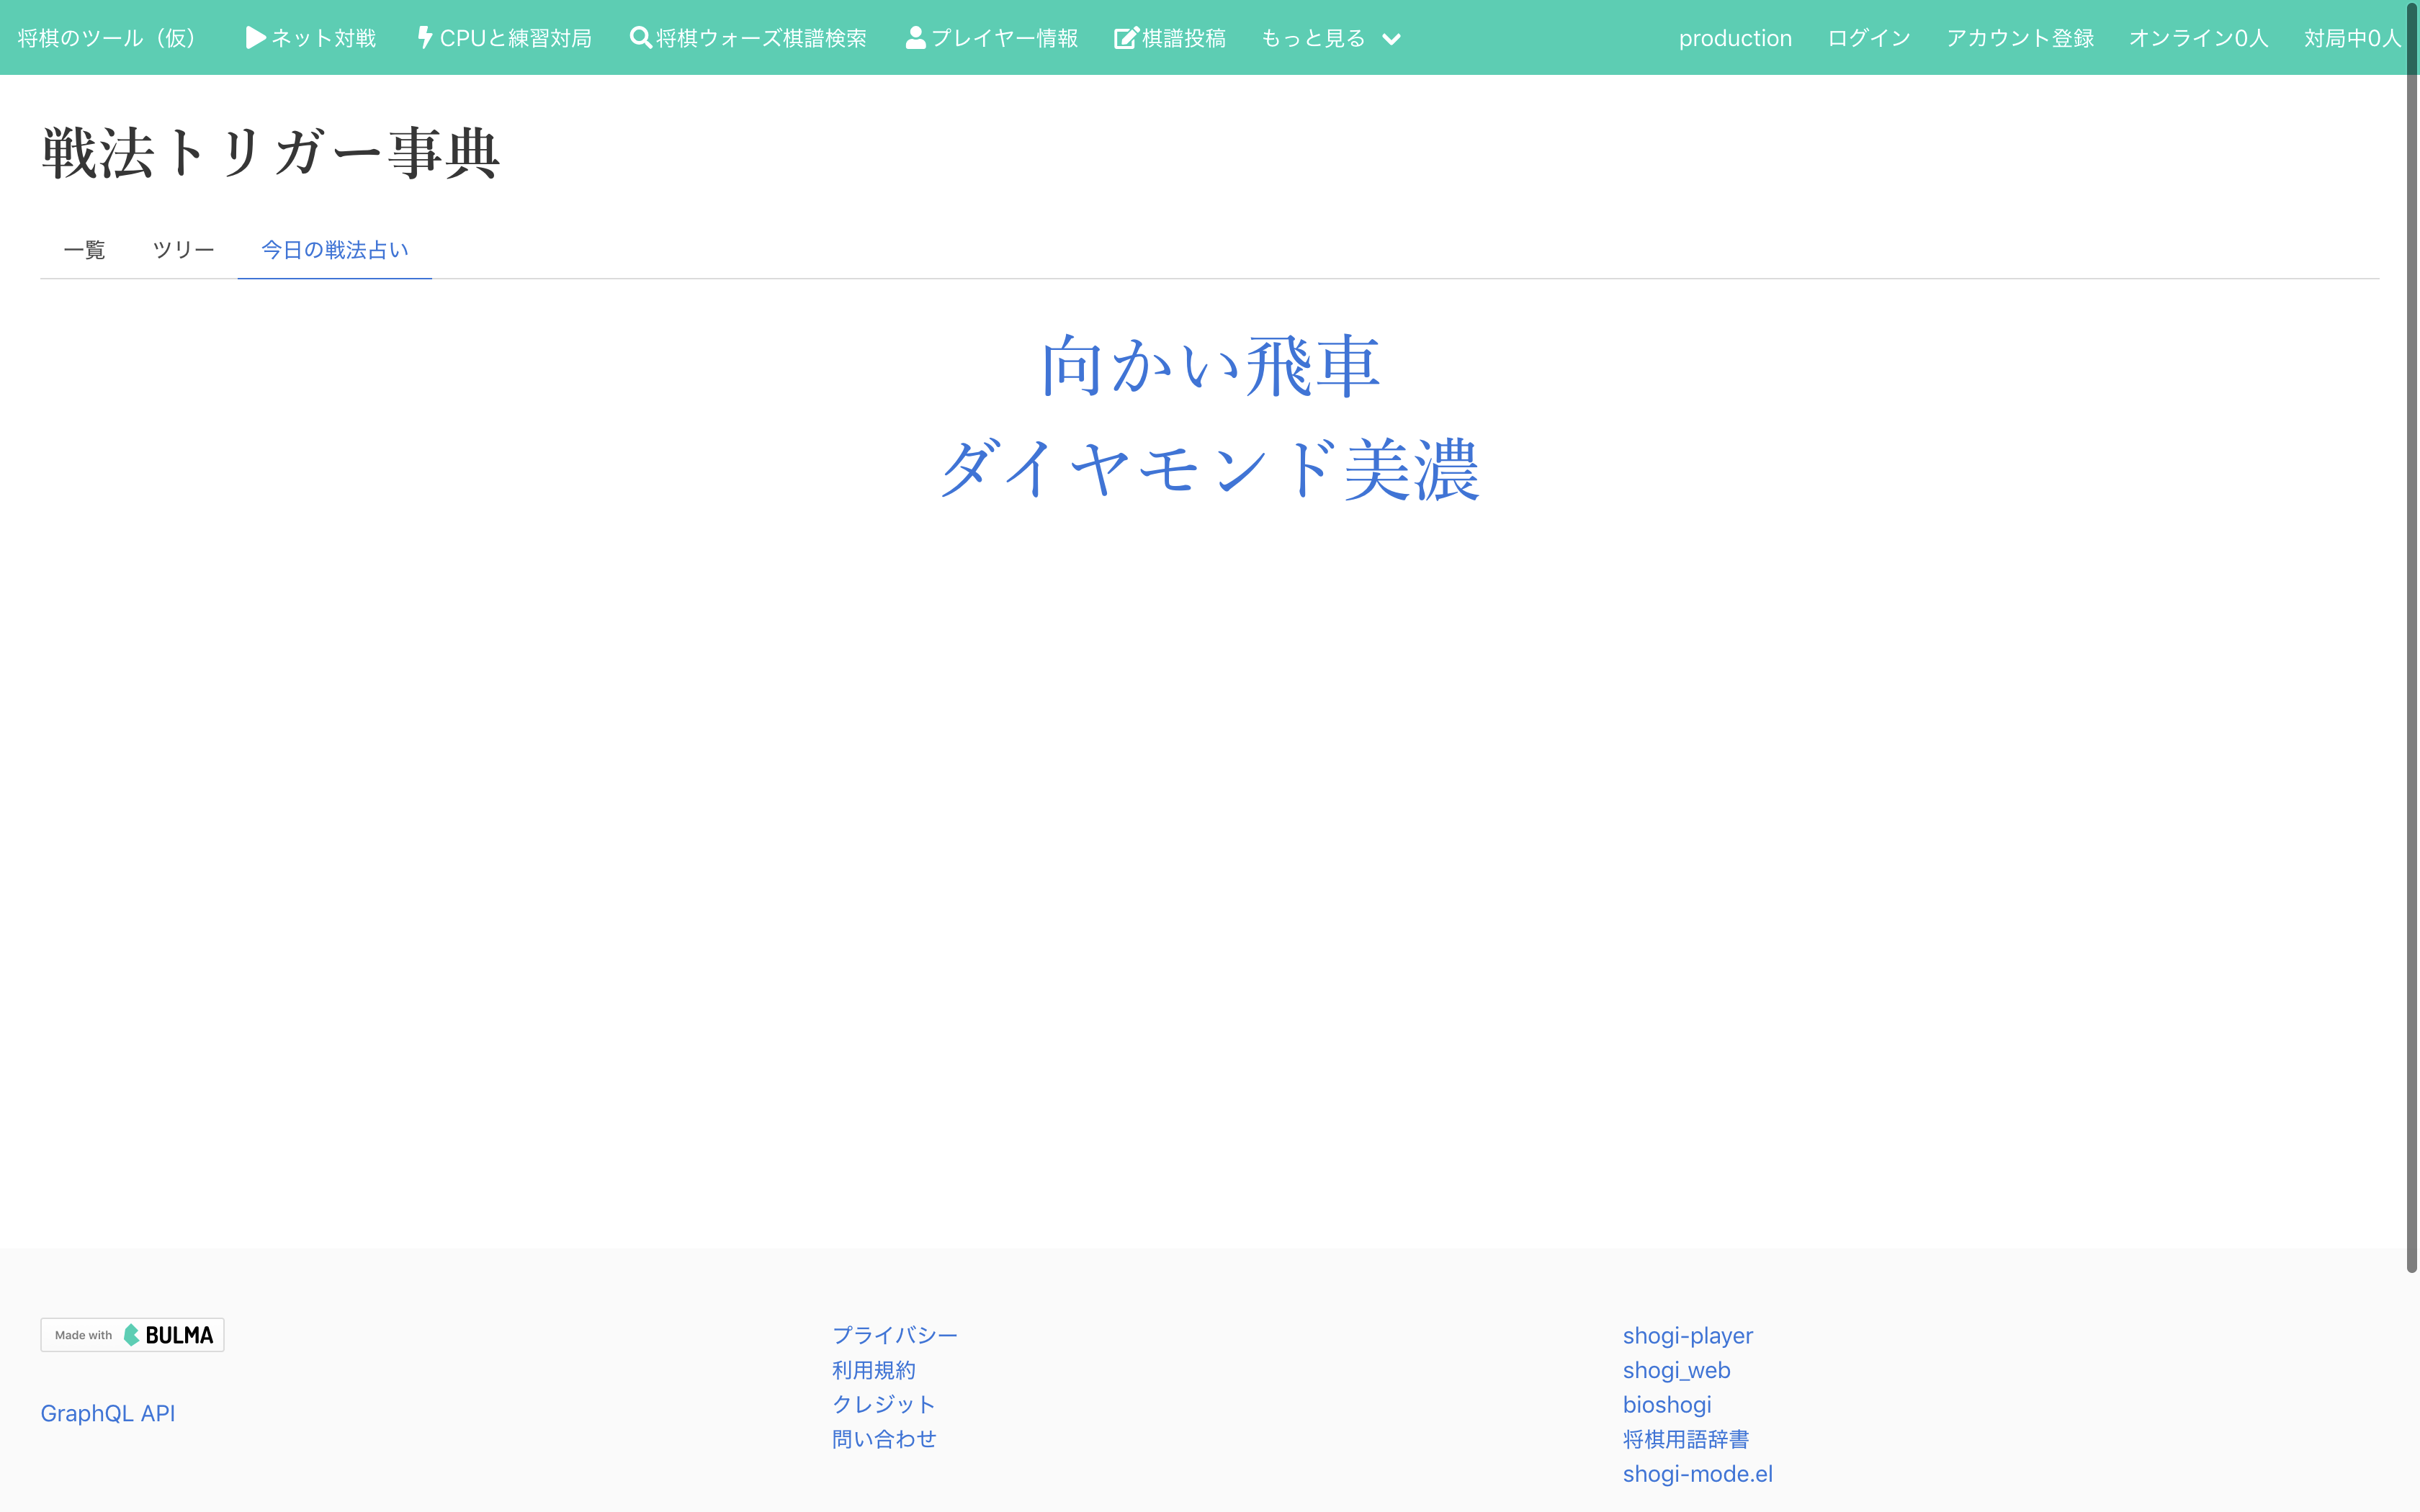 将棋のツール（仮） ネット対戦 CPUと練習対局 将棋ウォーズ棋譜検索 プレイヤー情報 棋譜投稿 もっと見る production ログイン アカウント登録 オンライン0人 対局中0人
戦法トリガー事典
一覧 ツリー 今日の戦法占い
向かい飛車
ダイヤモンド美濃
Made with BULMA
GraphQL API
プライバシー
利用規約
クレジット
問い合わせ
shogi-player
shogi_web
bioshogi
将棋用語辞書
shogi-mode.el